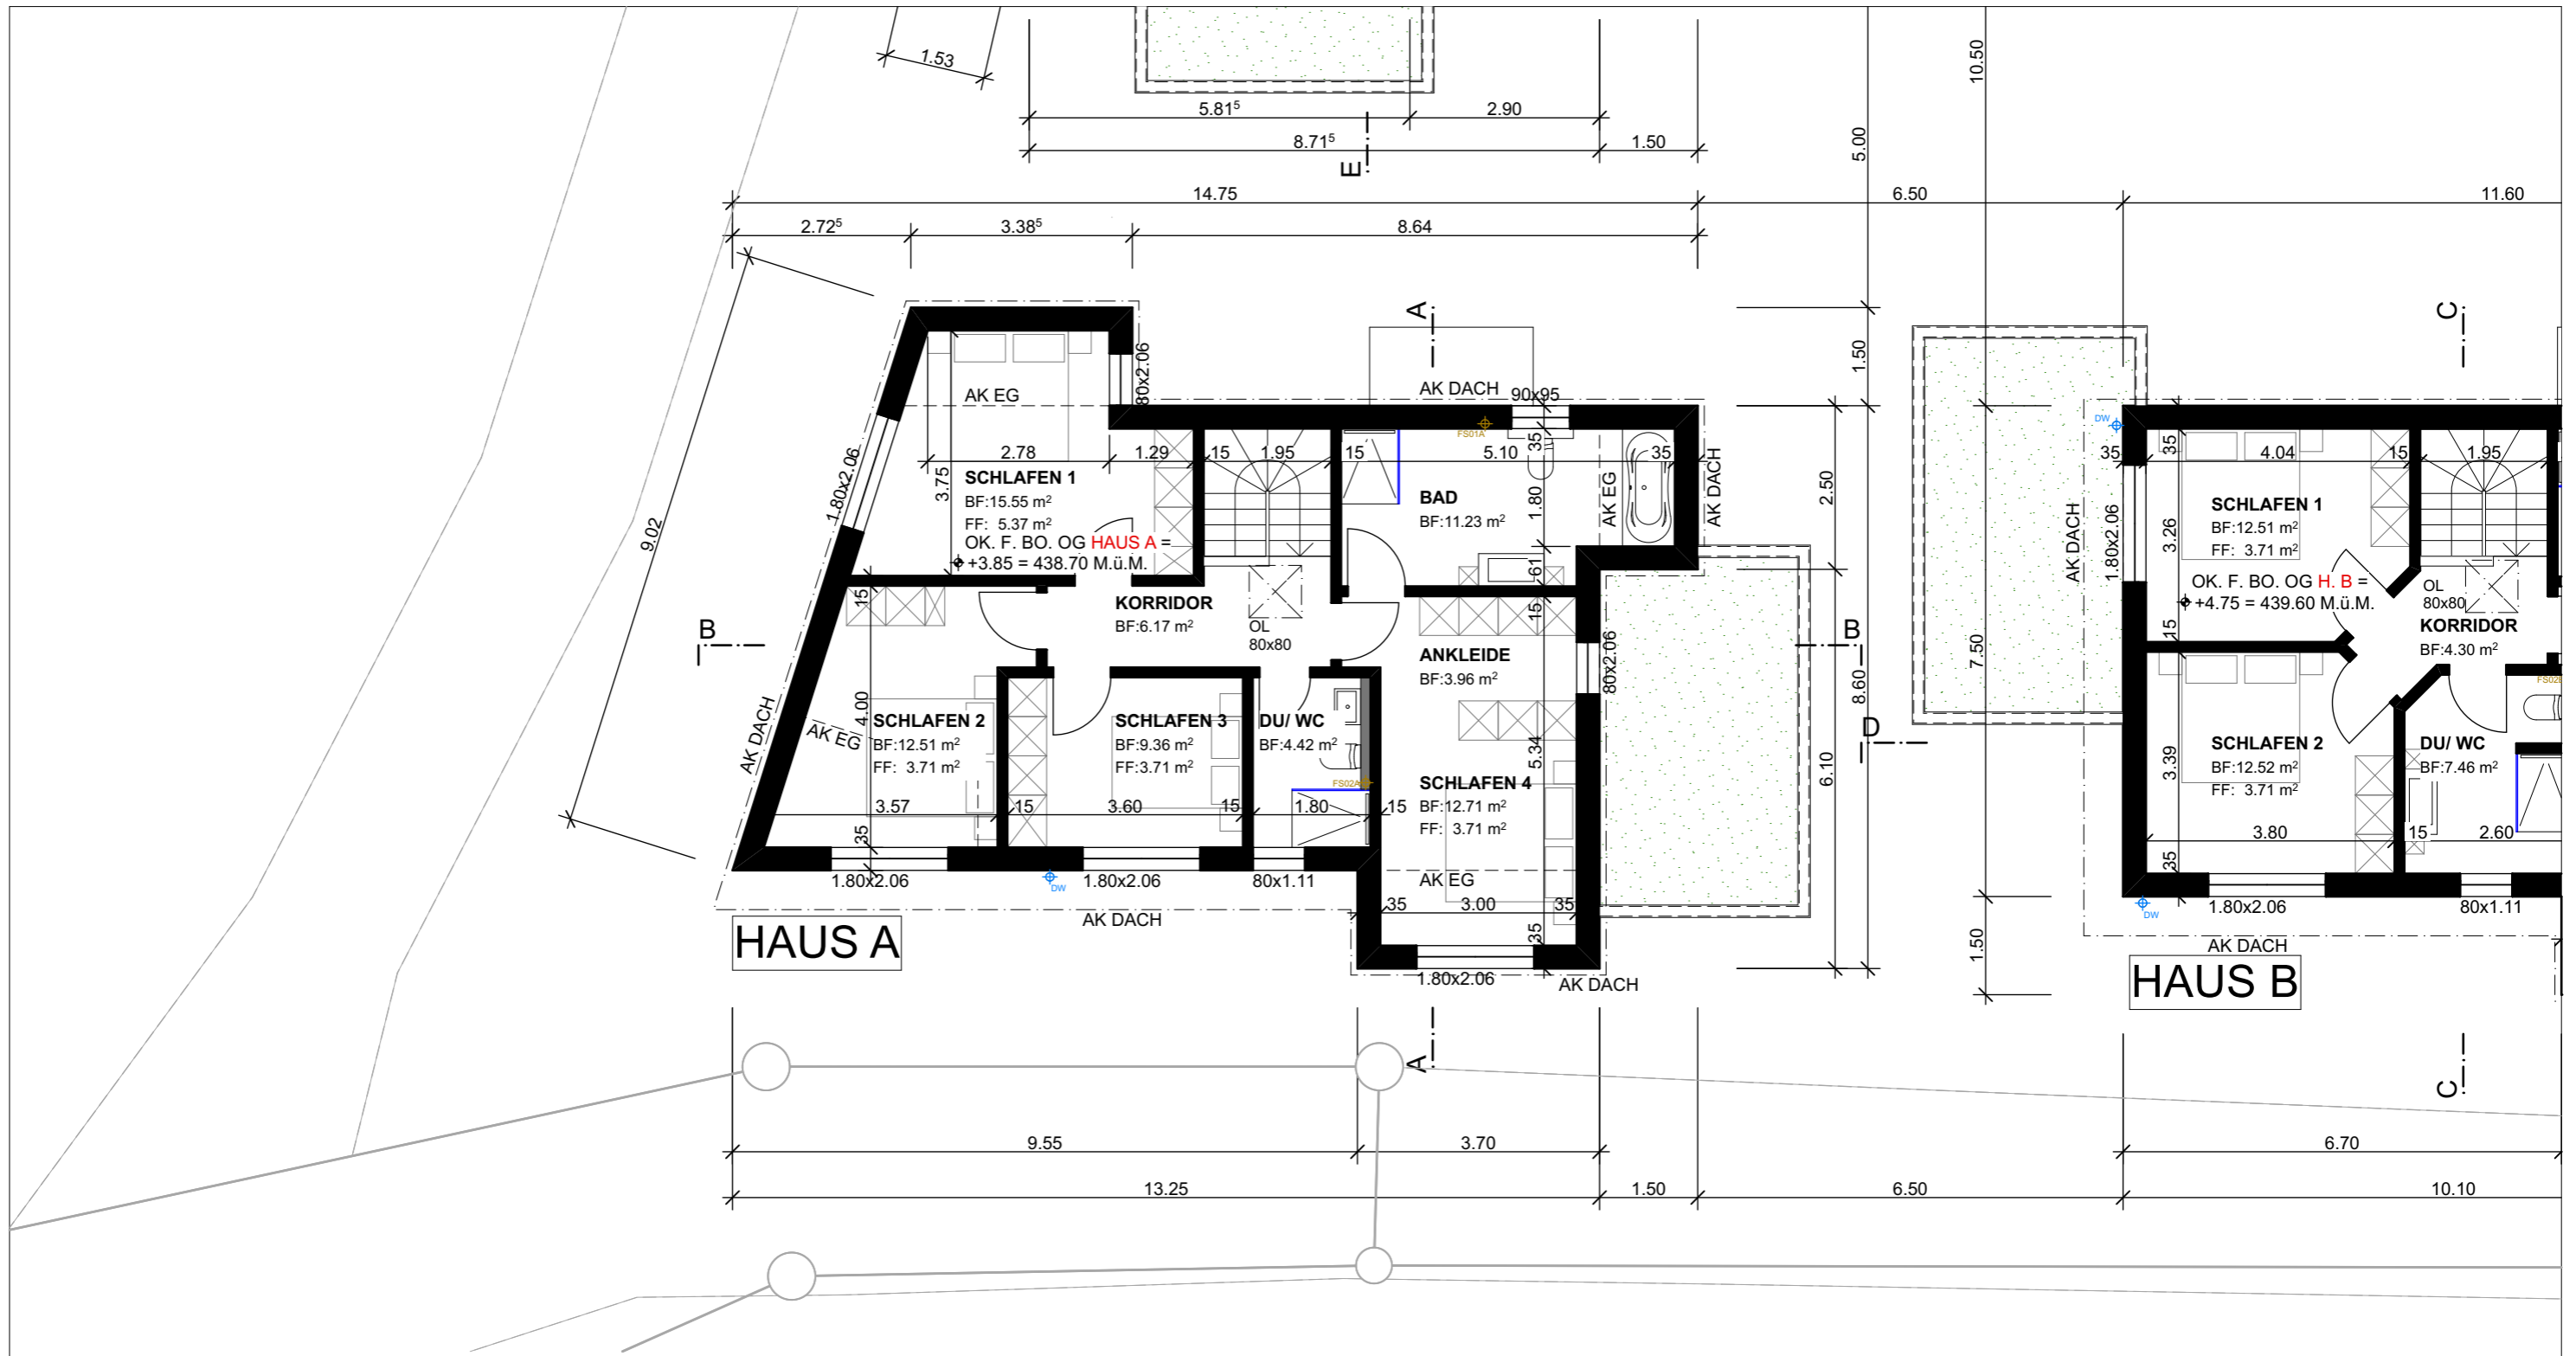 1.53
10.50
5.81⁵
2.90
8.71⁵
1.50
E
5.00
14.75
6.50
11.60
2.72⁵
3.38⁵
8.64
9.02
A
C
1.50
80x2.06
AK EG
AK DACH
90x95
FS01A
DW
2.78
1.29
15
1.95
15
5.10
35
35
1.80x2.06
3.75
SCHLAFEN 1
BF:15.55 m²
FF: 5.37 m²
OK. F. BO. OG HAUS A =
+3.85 = 438.70 M.ü.M.
BAD
BF:11.23 m²
1.80
61
AK EG
AK DACH
2.50
35
35
4.04
15
1.95
SCHLAFEN 1
BF:12.51 m²
FF: 3.71 m²
OK. F. BO. OG H. B =
+4.75 = 439.60 M.ü.M.
AK DACH
1.80x2.06
3.26
15
OL
80x80
KORRIDOR
BF:4.30 m²
15
KORRIDOR
BF:6.17 m²
OL
80x80
15
ANKLEIDE
BF:3.96 m²
80x2.06
B
B
8.60
7.50
D
6.10
AK DACH
AK EG
4.00
SCHLAFEN 2
BF:12.51 m²
FF: 3.71 m²
SCHLAFEN 3
BF:9.36 m²
FF:3.71 m²
DU/ WC
BF:4.42 m²
FS02A
5.34
SCHLAFEN 4
BF:12.71 m²
FF: 3.71 m²
3.57
15
3.60
15
1.80
15
35
SCHLAFEN 2
BF:12.52 m²
FF: 3.71 m²
3.39
DU/ WC
BF:7.46 m²
3.80
15
2.60
35
1.80x2.06
DW
1.80x2.06
80x1.11
AK EG
35
3.00
35
35
AK DACH
1.80x2.06
AK DACH
HAUS A
1.80x2.06
80x1.11
DW
AK DACH
1.50
HAUS B
A
C
9.55
3.70
6.70
13.25
1.50
6.50
10.10